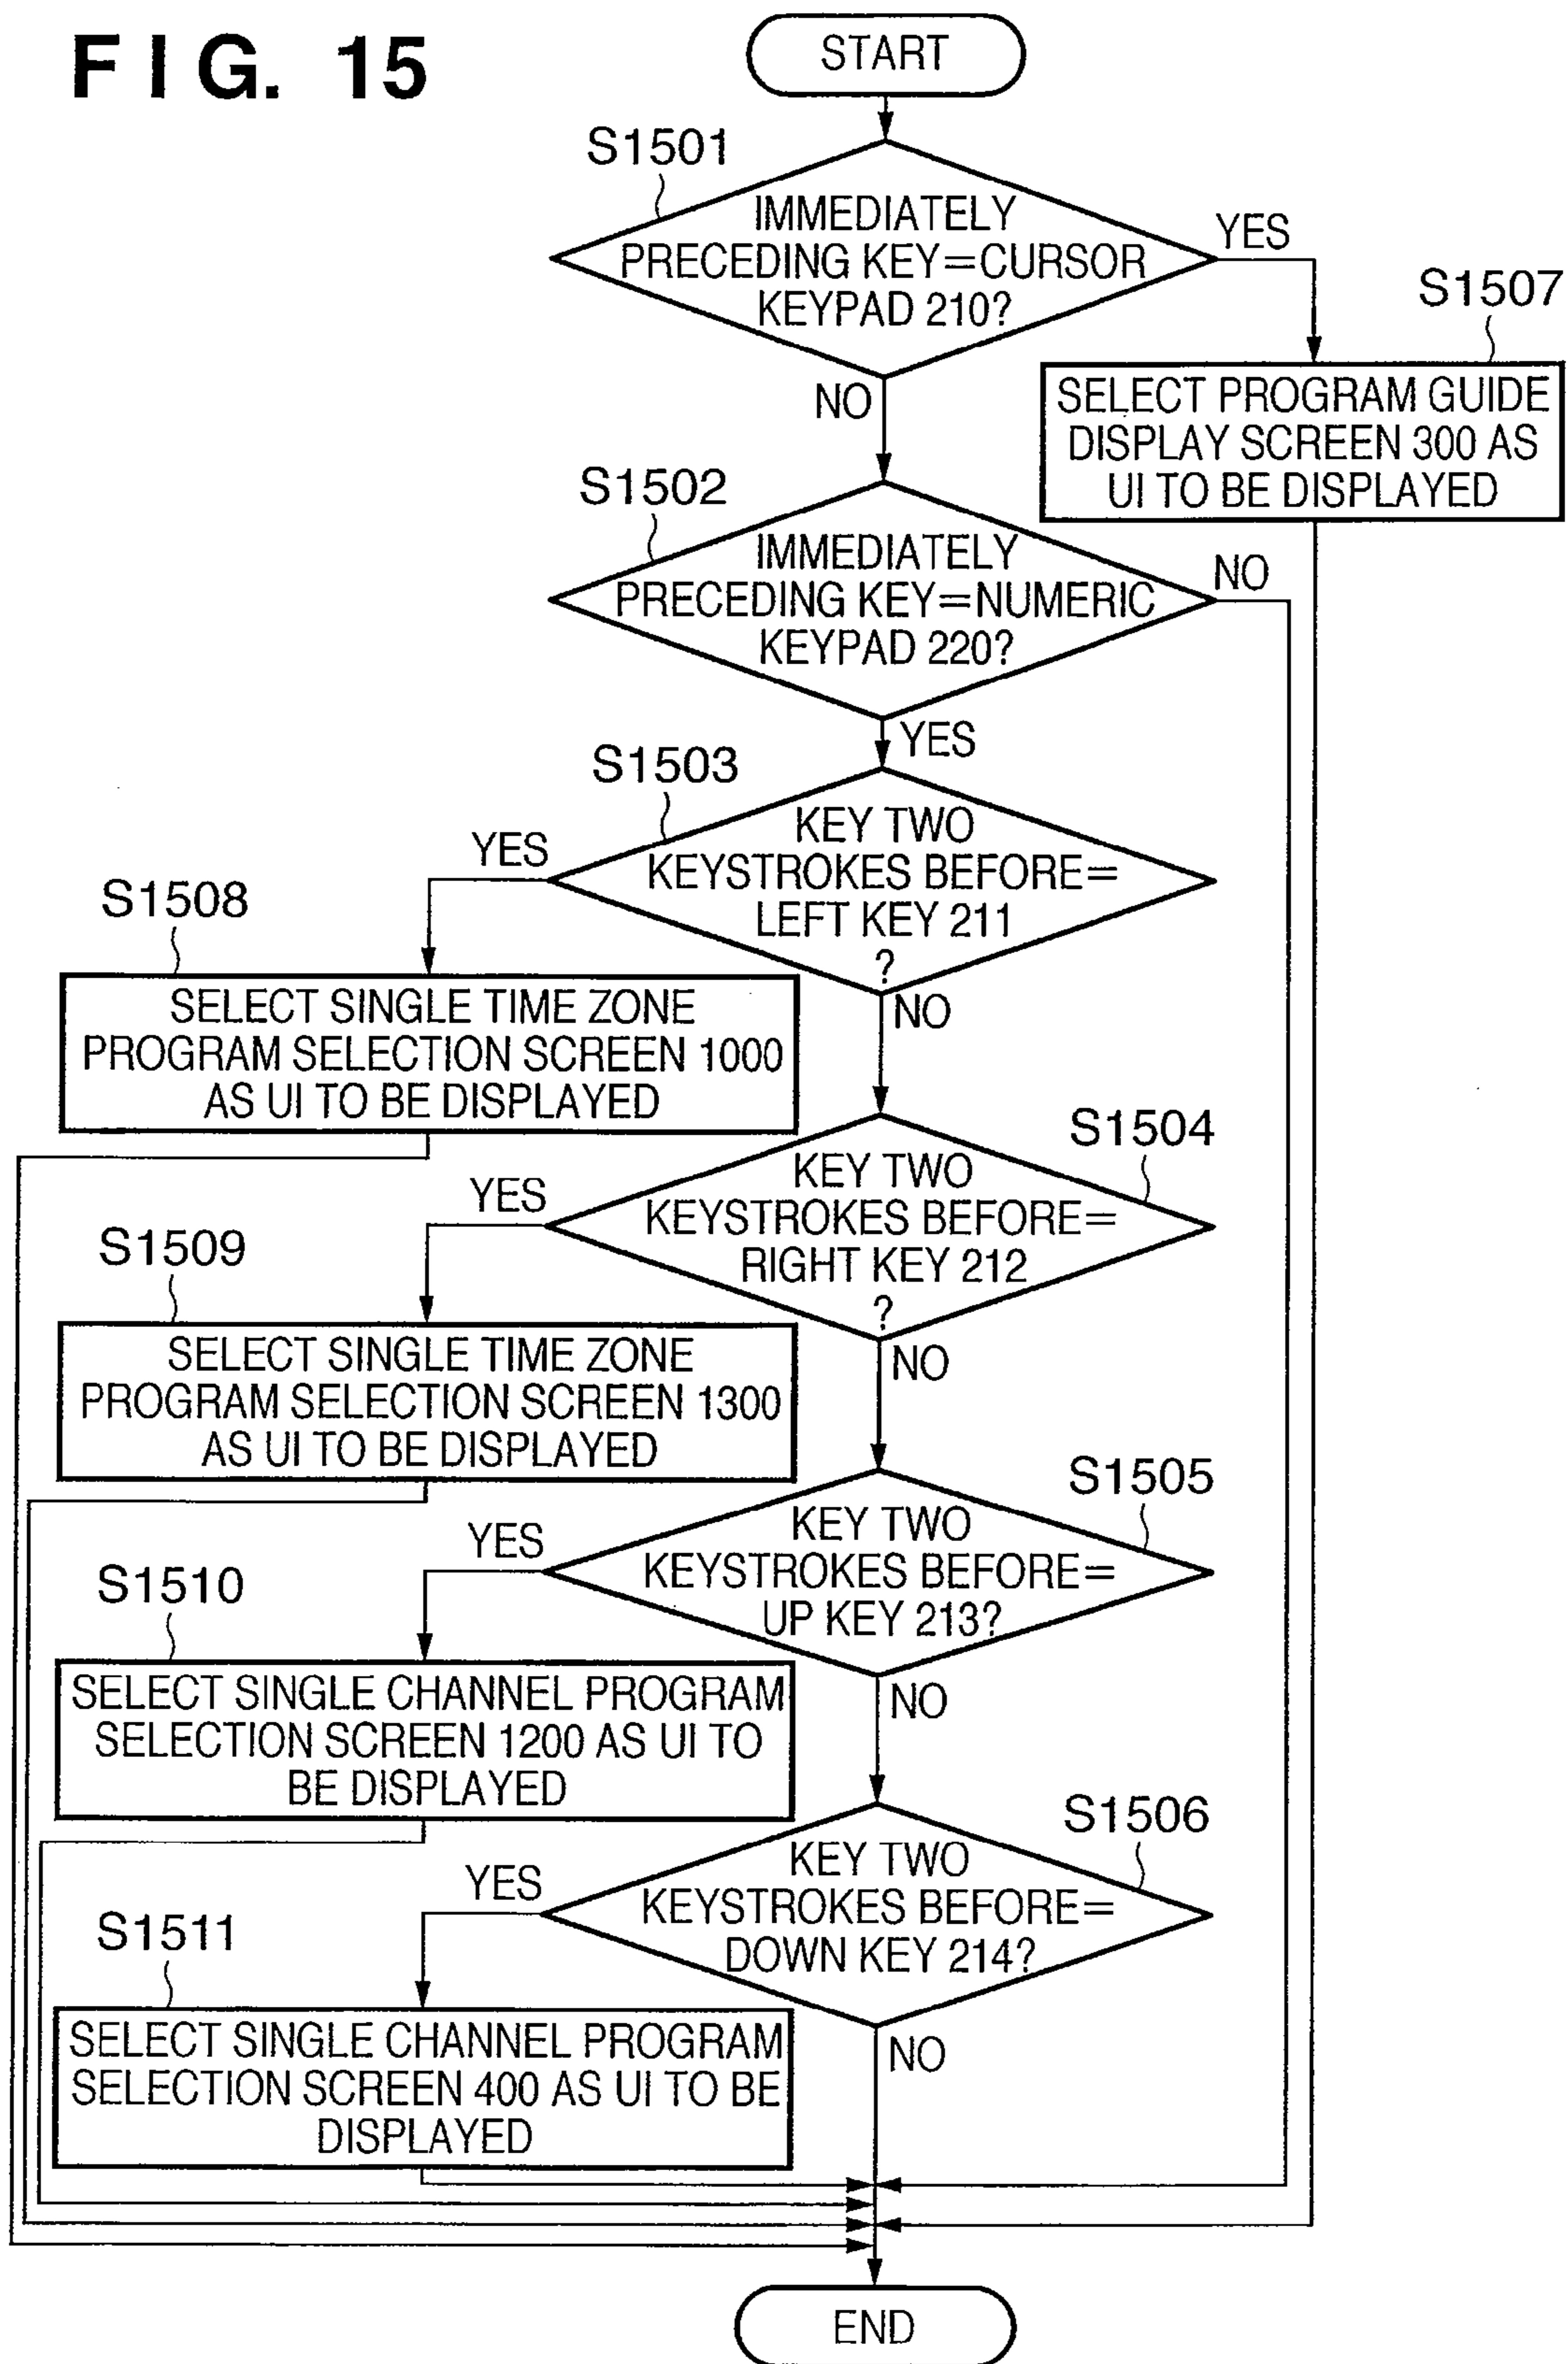 FIG. 15
START
S1501
IMMEDIATELY
PRECEDING KEY=CURSOR
KEYPAD 210?
YES
NO
S1507
SELECT PROGRAM GUIDE
DISPLAY SCREEN 300 AS
UI TO BE DISPLAYED
S1502
IMMEDIATELY
PRECEDING KEY=NUMERIC
KEYPAD 220?
NO
YES
S1503
KEY TWO
KEYSTROKES BEFORE=
LEFT KEY 211
?
YES
NO
S1508
SELECT SINGLE TIME ZONE
PROGRAM SELECTION SCREEN 1000
AS UI TO BE DISPLAYED
S1504
KEY TWO
KEYSTROKES BEFORE=
RIGHT KEY 212
?
YES
NO
S1509
SELECT SINGLE TIME ZONE
PROGRAM SELECTION SCREEN 1300
AS UI TO BE DISPLAYED
S1505
KEY TWO
KEYSTROKES BEFORE=
UP KEY 213?
YES
NO
S1510
SELECT SINGLE CHANNEL PROGRAM
SELECTION SCREEN 1200 AS UI TO
BE DISPLAYED
S1506
KEY TWO
KEYSTROKES BEFORE=
DOWN KEY 214?
YES
NO
S1511
SELECT SINGLE CHANNEL PROGRAM
SELECTION SCREEN 400 AS UI TO BE
DISPLAYED
END